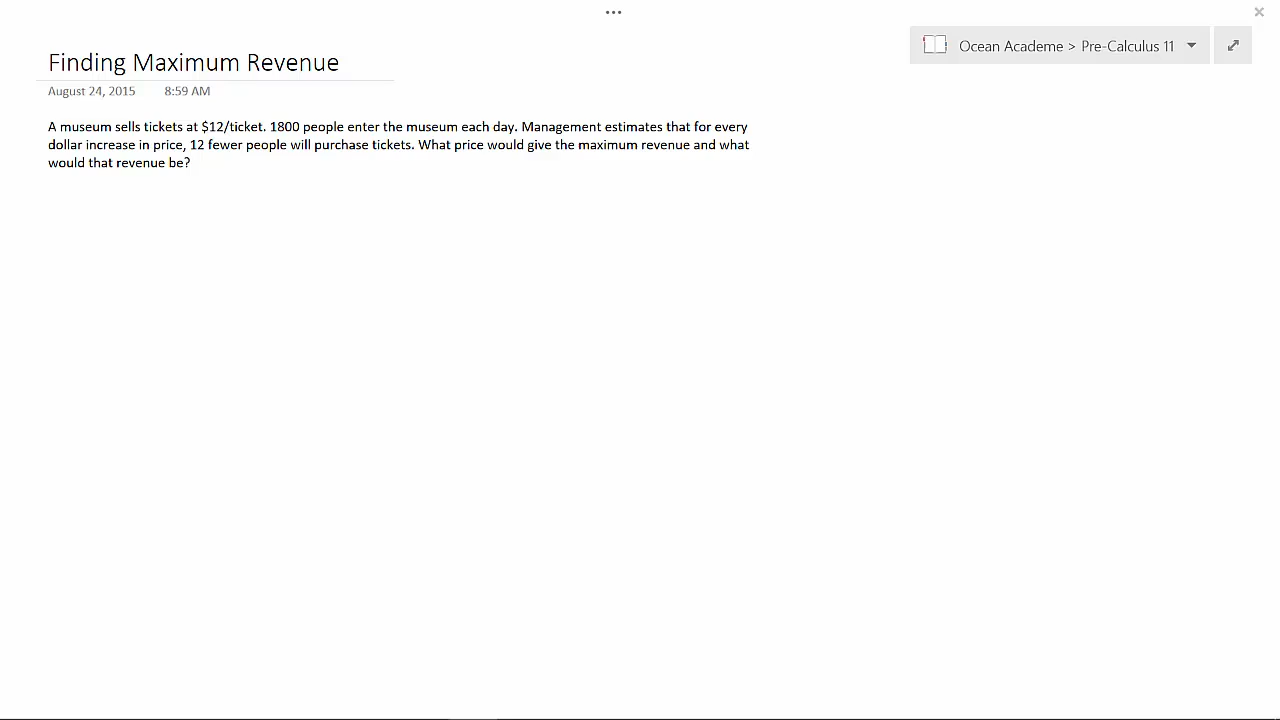 Ocean Academe > Pre-Calculus 11
Finding Maximum Revenue
August 24, 2015 8:59 AM
A museum sells tickets at $12/ticket. 1800 people enter the museum each day. Management estimates that for every
dollar increase in price, 12 fewer people will purchase tickets. What price would give the maximum revenue and what
would that revenue be?